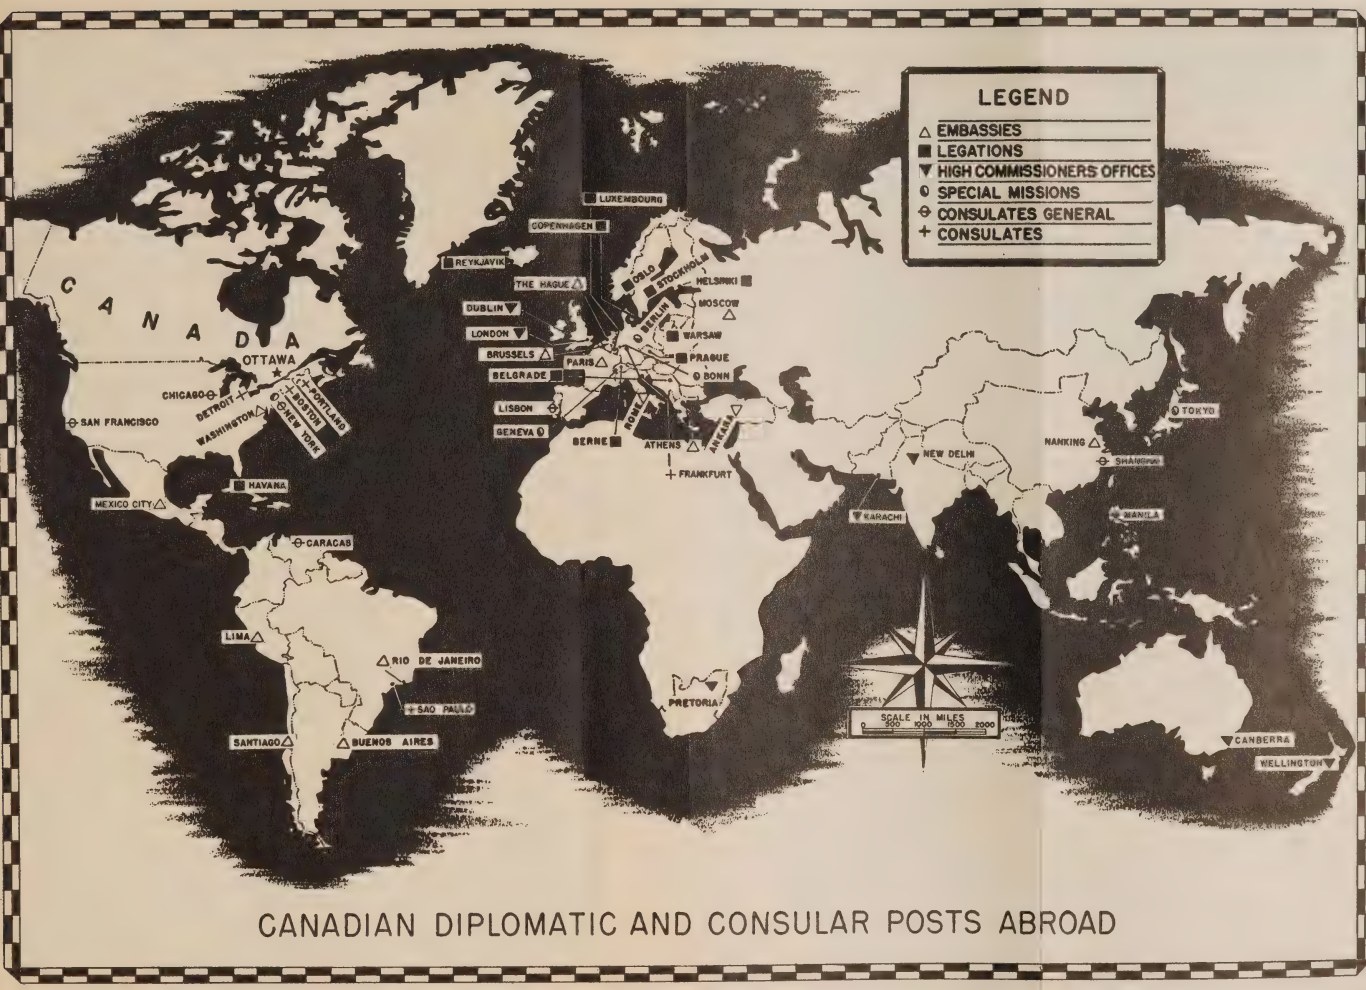 LEGEND
EMBASSIES
LEGATIONS
HIGH COMMISSIONERS OFFICES
SPECIAL MISSIONS
CONSULATES GENERAL
CONSULATES
LUXEMBOURG
COPENHAGEN
REYKJAVIK
THE HAGUE
OSLO
STOCKHOLM
HELSINKI
MOSCOW
DUBLIN
LONDON
BERLIN
WARSAW
BRUSSELS
PARIS
PRAGUE
BELGRADE
BONN
LISBON
GENEVA
BERNE
ROME
ATHENS
ANKARA
FRANKFURT
CANADA
OTTAWA
CHICAGO
DETROIT
WASHINGTON
PORTLAND
BOSTON
NEW YORK
SAN FRANCISCO
HAVANA
MEXICO CITY
CARACAS
LIMA
RIO DE JANEIRO
SAO PAULO
SANTIAGO
BUENOS AIRES
PRETORIA
KARACHI
NEW DELHI
NANKING
SHANGHAI
TOKYO
MANILA
SCALE IN MILES
0 500 1000 1500 2000
CANBERRA
WELLINGTON
CANADIAN DIPLOMATIC AND CONSULAR POSTS ABROAD